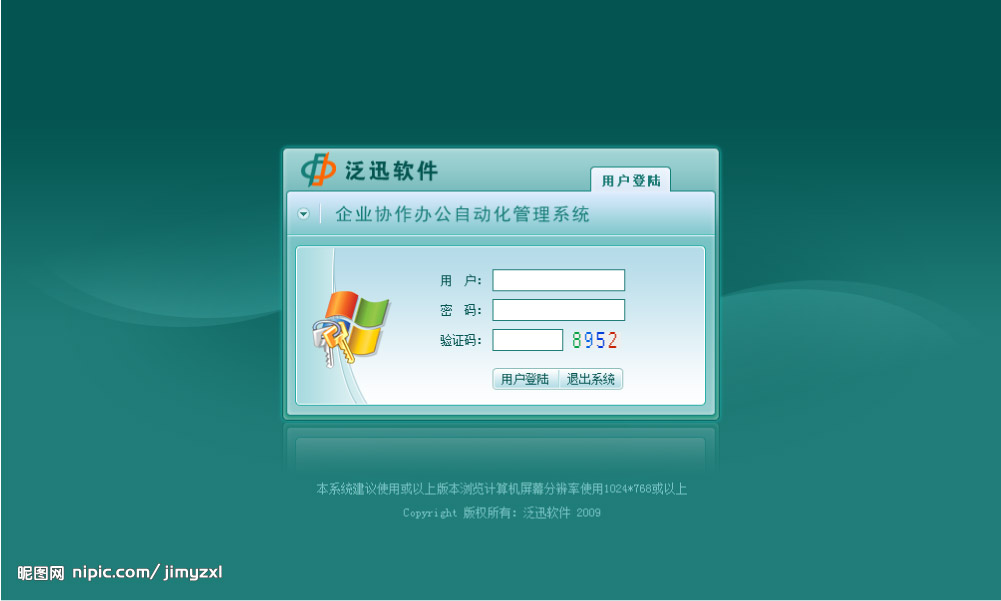 泛迅软件
用户登陆
企业协作办公自动化管理系统
用 户：
密 码：
验证码： 8952
用户登陆 退出系统
本系统建议使用或以上版本浏览计算机屏幕分辨率使用1024*768或以上
Copyright 版权所有：泛迅软件 2009
昵图网 nipic.com/jimyzxl